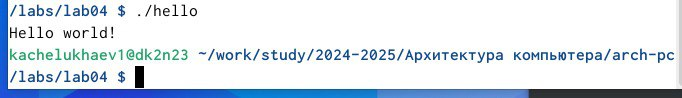 /labs/lab04 $ ./hello
Hello world!
kachelukhaev1@dk2n23 ~/work/study/2024-2025/Архитектура компьютера/arch-pc
/labs/lab04 $